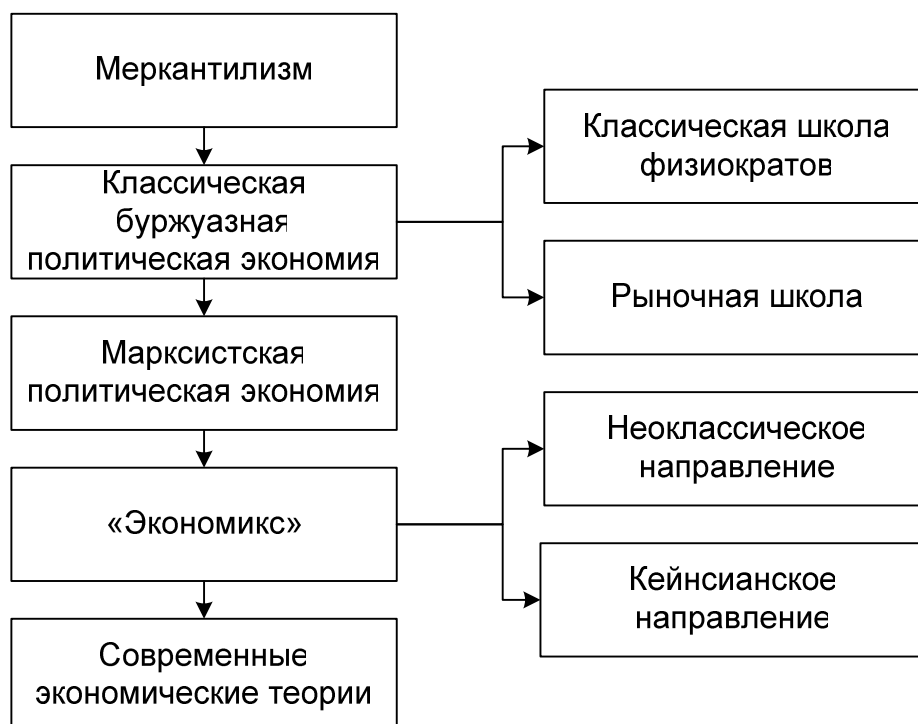 Меркантилизм
Классическая
буржуазная
политическая экономия
Марксистская
политическая экономия
«Экономикс»
Современные
экономические теории
Классическая школа
физиократов
Рыночная школа
Неоклассическое
направление
Кейнсианское
направление